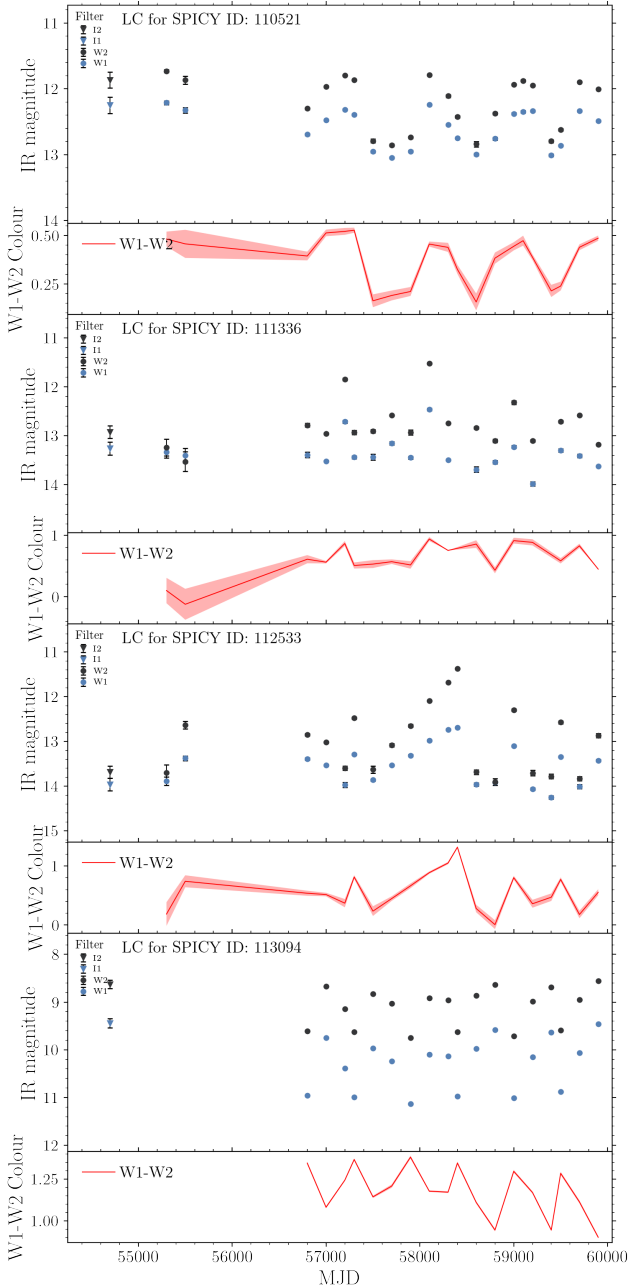 Filter
LC for SPICY ID: 110521
I2
I1
W2
W1
11
12
13
14
IR magnitude
W1-W2
0.50
0.25
W1-W2 Colour
Filter
LC for SPICY ID: 111336
I2
I1
W2
W1
11
12
13
14
IR magnitude
W1-W2
1
0
W1-W2 Colour
Filter
LC for SPICY ID: 112533
I2
I1
W2
W1
11
12
13
14
15
IR magnitude
W1-W2
1
0
W1-W2 Colour
Filter
LC for SPICY ID: 113094
I2
I1
W2
W1
8
9
10
11
12
IR magnitude
W1-W2
1.25
1.00
W1-W2 Colour
55000 56000 57000 58000 59000 60000
MJD